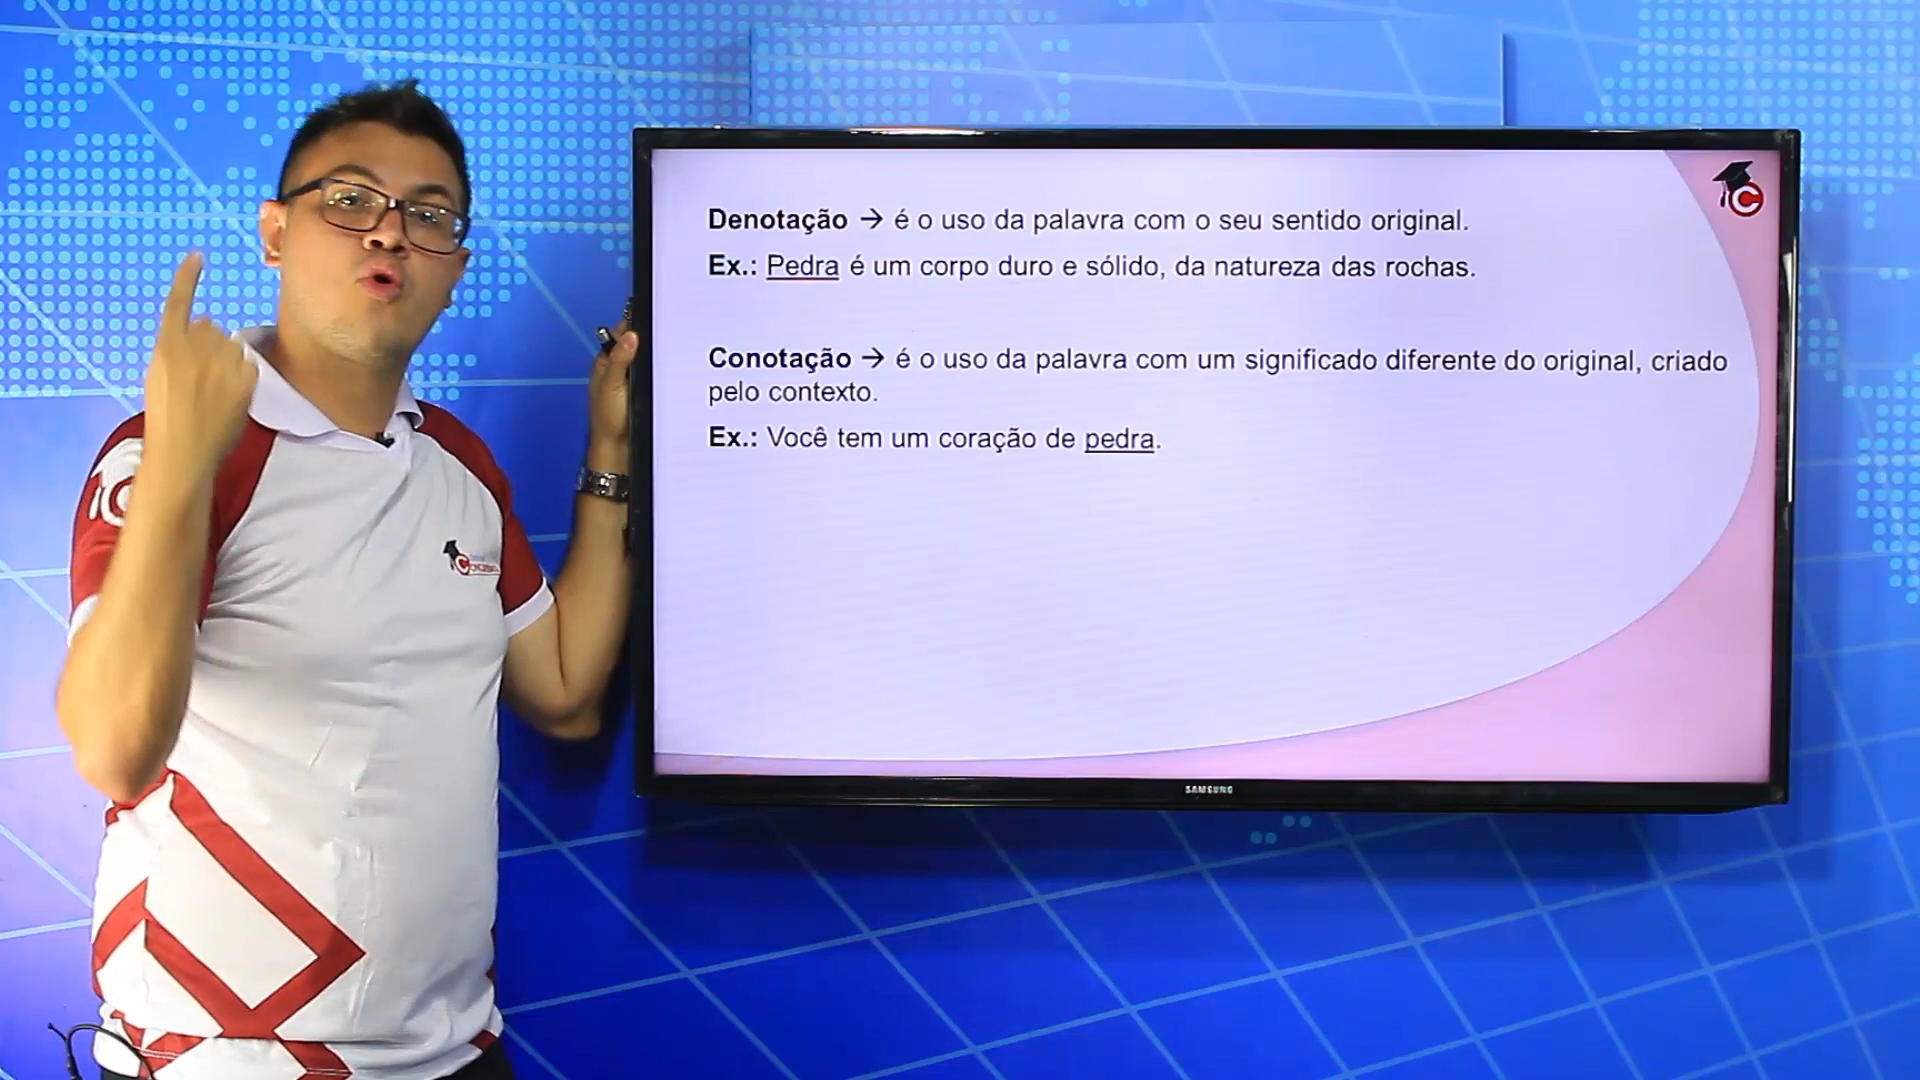 Denotação → é o uso da palavra com o seu sentido original.
Ex.: Pedra é um corpo duro e sólido, da natureza das rochas.
Conotação → é o uso da palavra com um significado diferente do original, criado
pelo contexto.
Ex.: Você tem um coração de pedra.
SAMSUNG